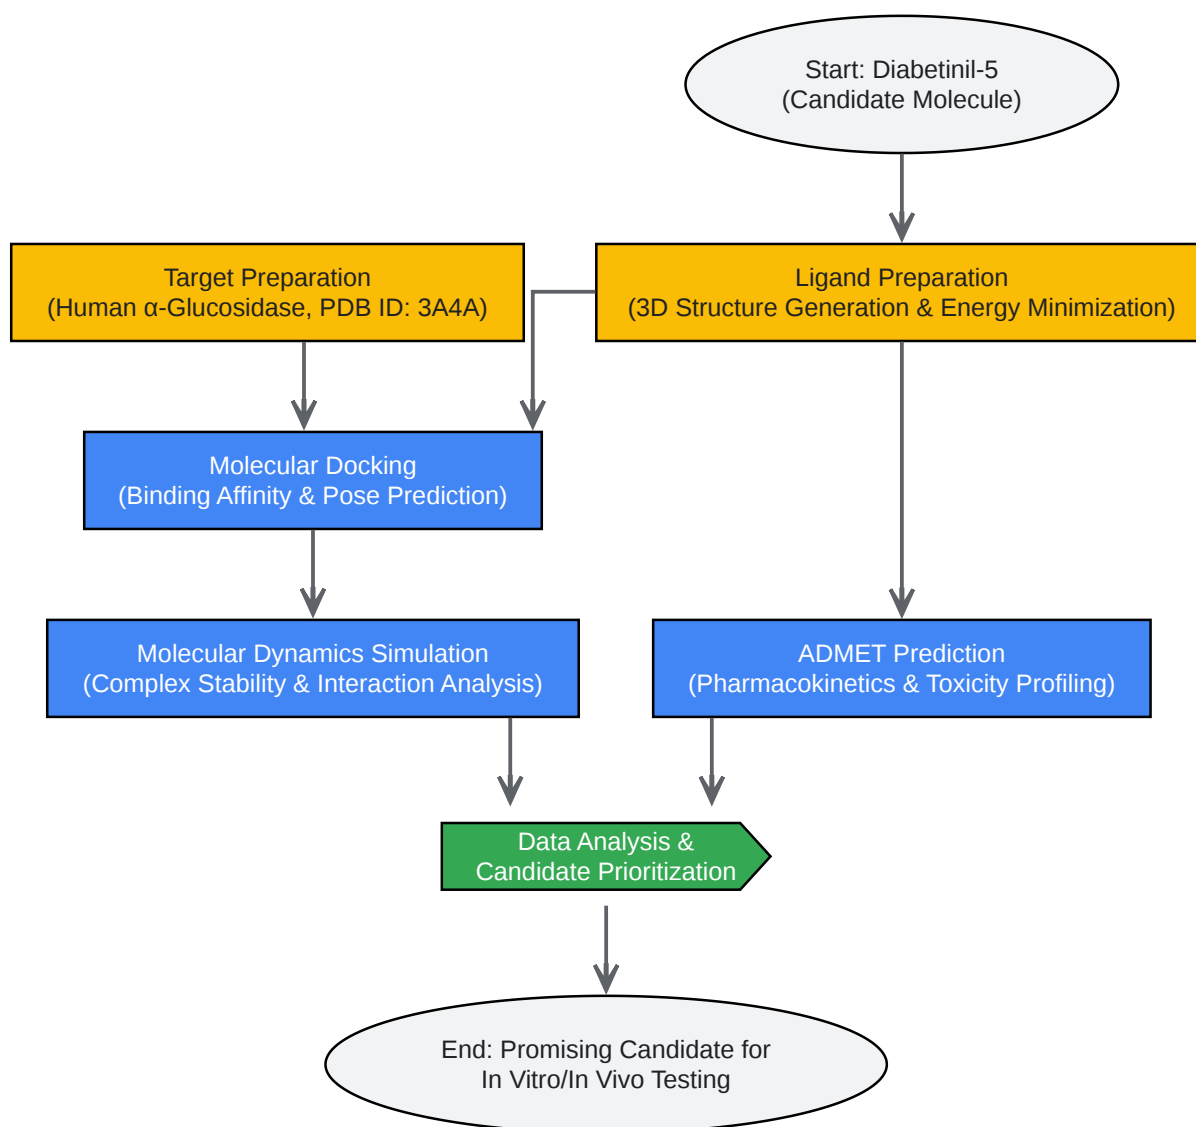 Start: Diabetinil-5
(Candidate Molecule)
Target Preparation
(Human α-Glucosidase, PDB ID: 3A4A)
Ligand Preparation
(3D Structure Generation & Energy Minimization)
Molecular Docking
(Binding Affinity & Pose Prediction)
Molecular Dynamics Simulation
(Complex Stability & Interaction Analysis)
ADMET Prediction
(Pharmacokinetics & Toxicity Profiling)
Data Analysis &
Candidate Prioritization
End: Promising Candidate for
In Vitro/In Vivo Testing